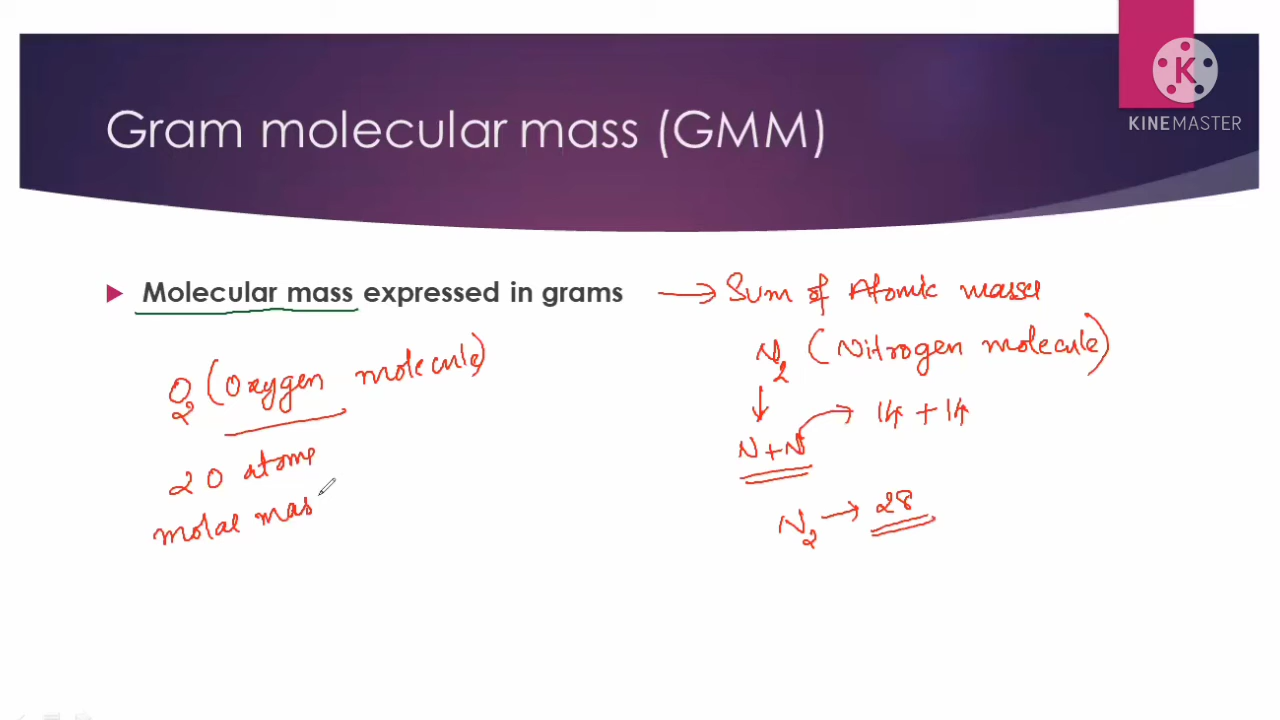 Gram molecular mass (GMM)
K
KINEMASTER
Molecular mass expressed in grams → Sum of Atomic masses
O2 (Oxygen molecule)
2 O atoms
molar mas
N2 (Nitrogen molecule)
N+N → 14 + 14
N2 → 28